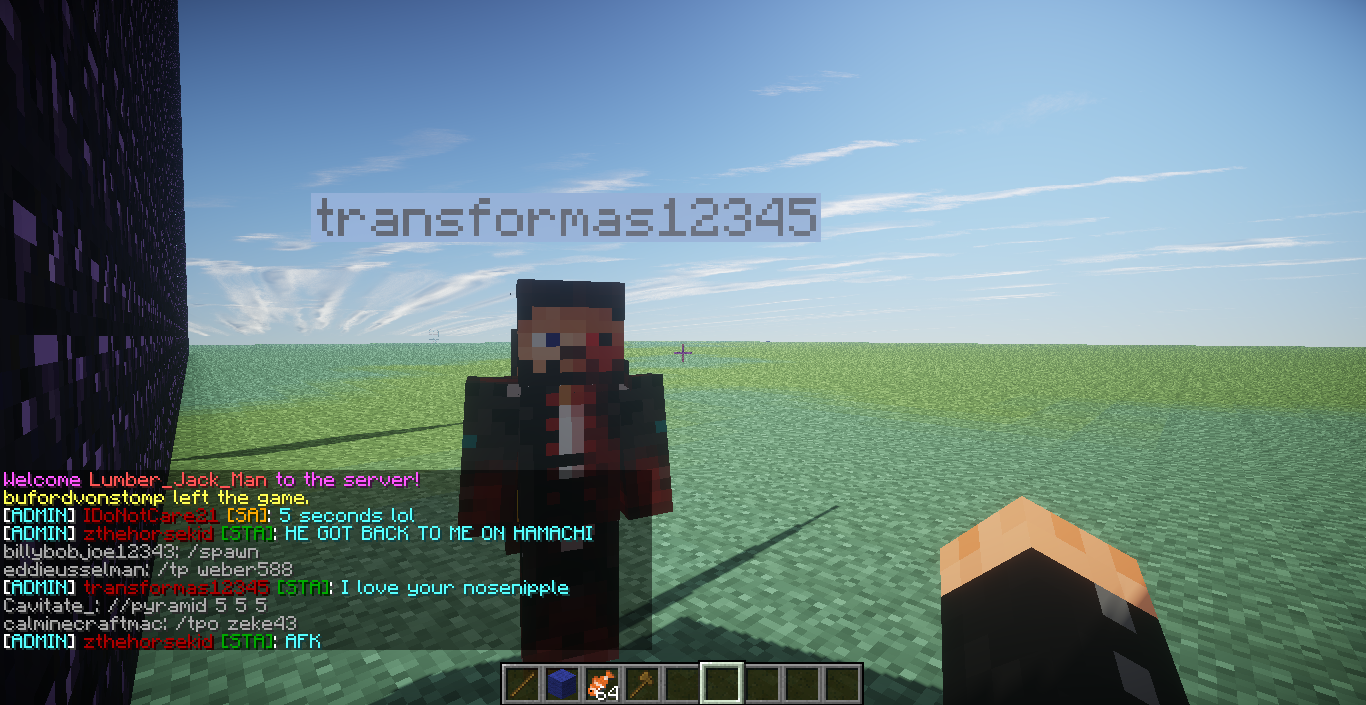 transformas12345
Welcome Lumber_Jack_Man to the server!
bufordvonstomp left the game.
[ADMIN] IDoNotCare21 [SA]: 5 seconds lol
[ADMIN] zthehorsekid [STA]: HE GOT BACK TO ME ON HAMACHI
billybobjoe12343: /spawn
eddieusselman: /tp weber588
[ADMIN] transformas12345 [STA]: I love your nosenipple
Cavitate_: //pyramid 5 5 5
calminecraftmac: /tpo zeke43
[ADMIN] zthehorsekid [STA]: AFK
64